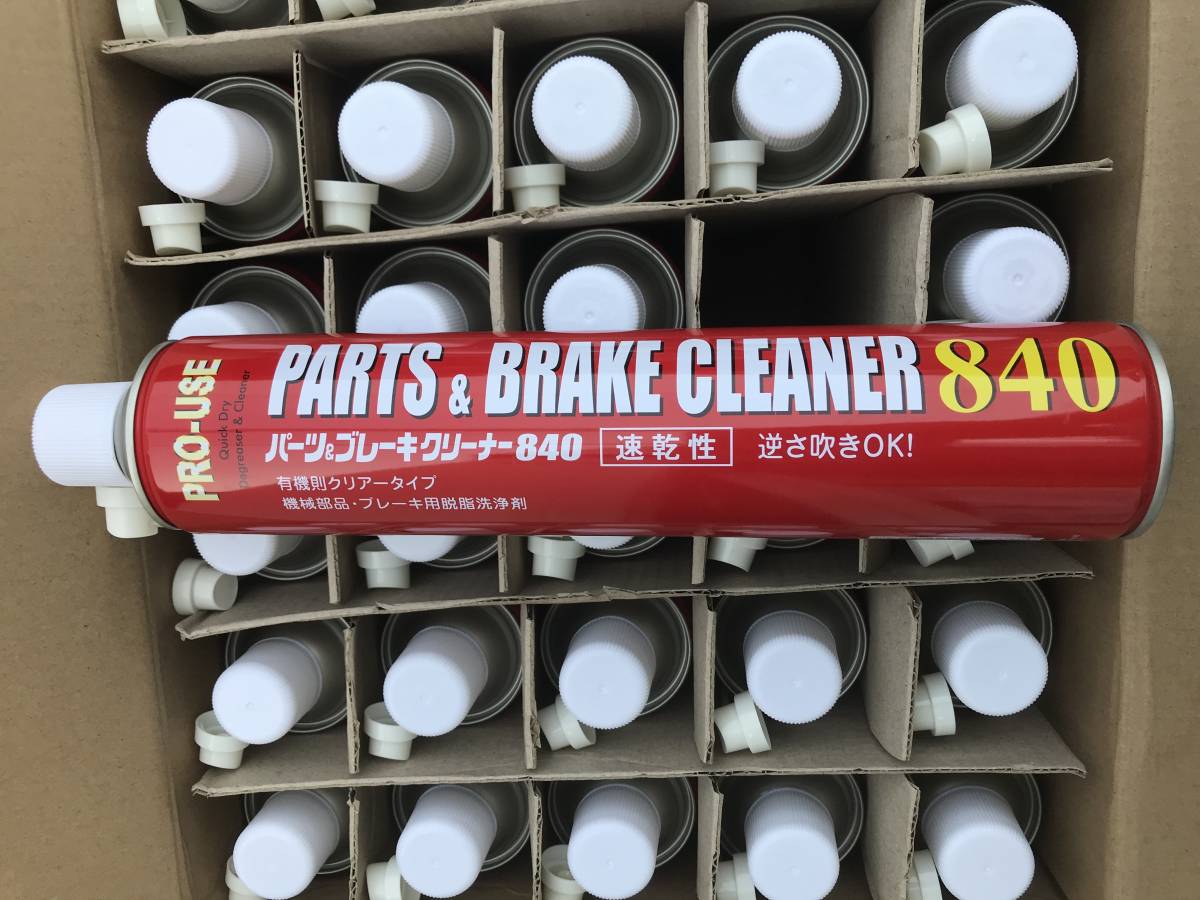 PRO-USE
Quick Dry
Degreaser & Cleaner
PARTS & BRAKE CLEANER 840
パーツ&ブレーキクリーナー840 速乾性 逆さ吹きOK!
有機則クリアータイプ
機械部品・ブレーキ用脱脂洗浄剤